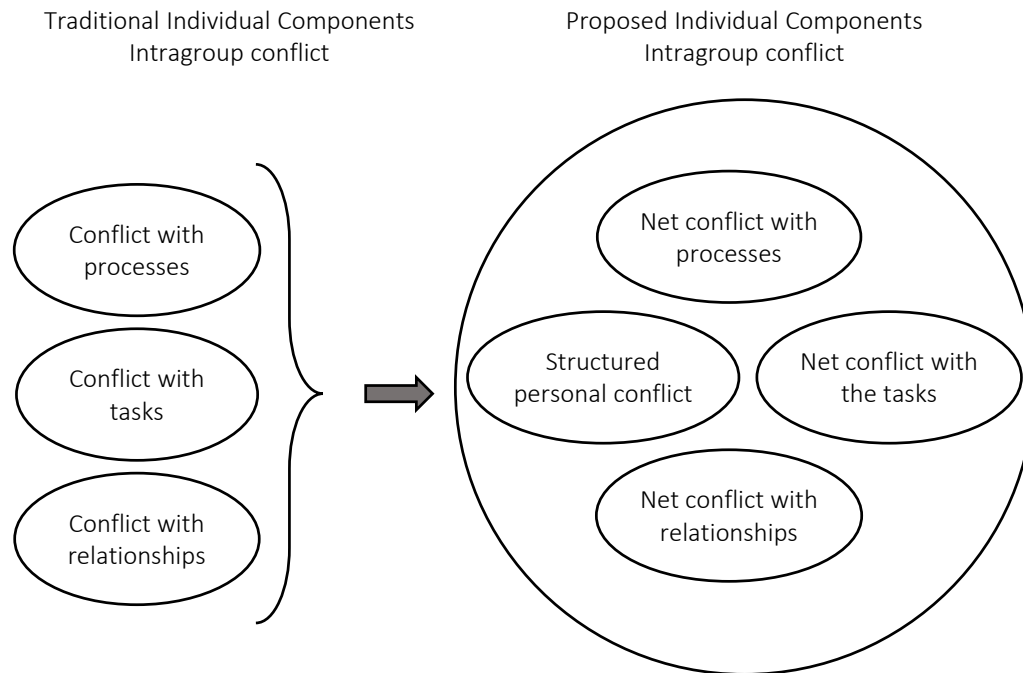 Traditional Individual Components
Intragroup conflict
Proposed Individual Components
Intragroup conflict
Conflict with
processes
Conflict with
tasks
Conflict with
relationships
Net conflict with
processes
Structured
personal conflict
Net conflict with
the tasks
Net conflict with
relationships